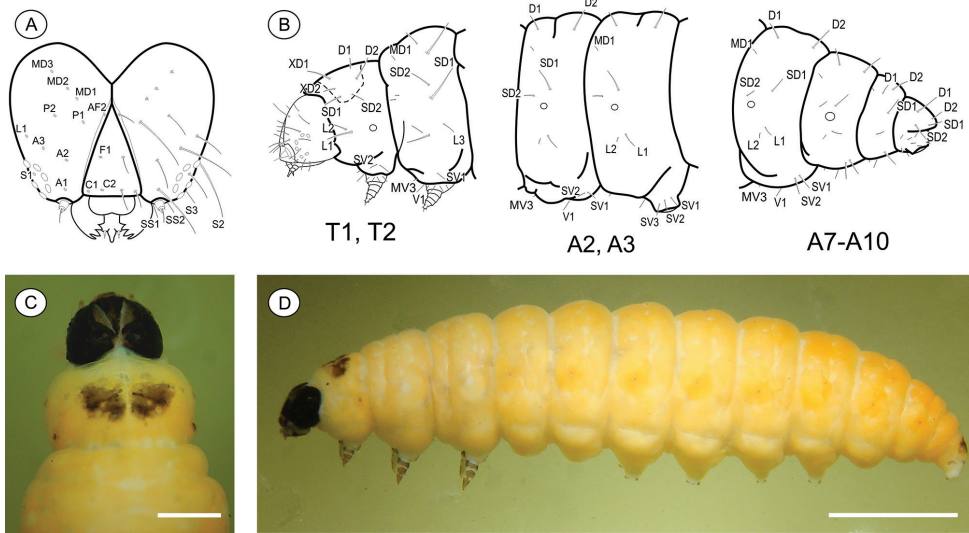 A
MD3
MD2
MD1
P2
P1
AF2
L1
A3
A2
F1
S1
A1
C1
C2
SS1
SS2
S3
S2
B
D1
D2
MD1
XD1
SD2
SD1
XD2
SD1
SD2
L2
L1
L3
SV2
SV1
MV3
V1
T1, T2
D1
D2
MD1
SD1
SD2
L2
L1
SV2
MV3
SV1
V1
SV3
SV2
SV1
A2, A3
D1
D2
MD1
SD1
D1
SD2
D2
D1
SD1
D2
SD1
SD2
L2
L1
SV1
SV2
MV3
V1
A7-A10
C
D